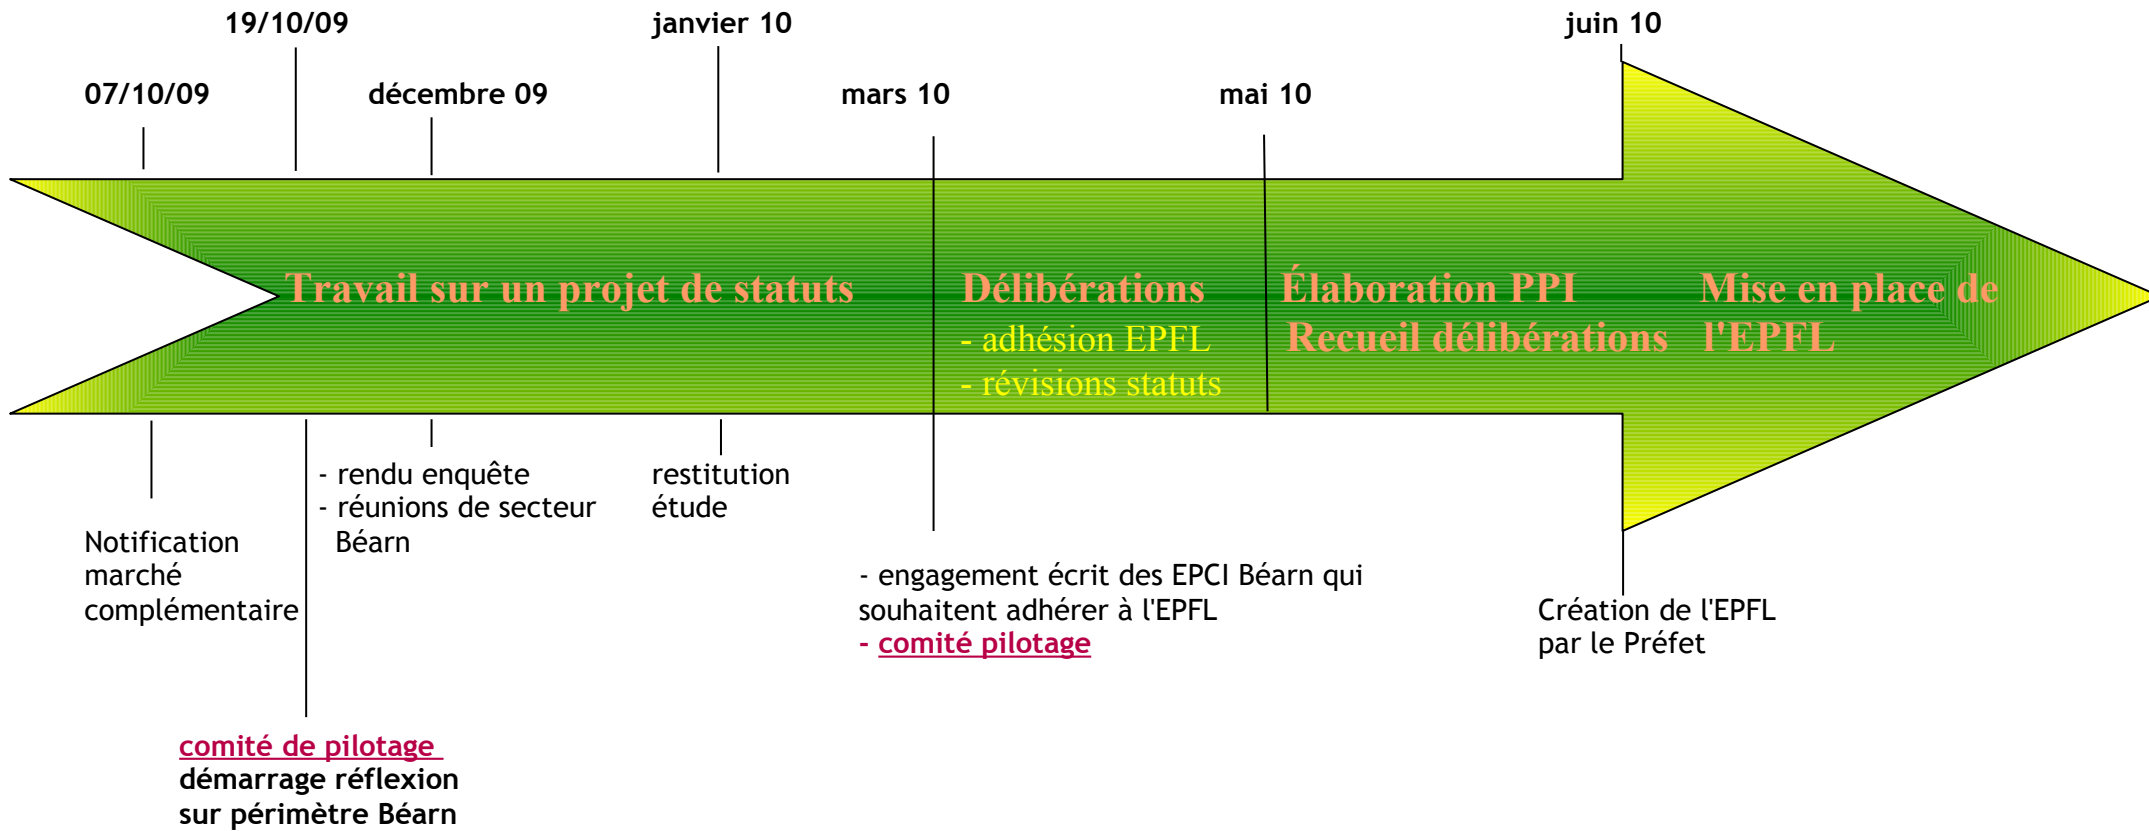 19/10/09
janvier 10
juin 10
07/10/09
décembre 09
mars 10
mai 10
Travail sur un projet de statuts
Délibérations
- adhésion EPFL
- révisions statuts
Élaboration PPI
Recueil délibérations
Mise en place de
l'EPFL
- rendu enquête
- réunions de secteur
Béarn
restitution
étude
Notification
marché
complémentaire
- engagement écrit des EPCI Béarn qui
souhaitent adhérer à l'EPFL
- comité pilotage
Création de l'EPFL
par le Préfet
comité de pilotage
démarrage réflexion
sur périmètre Béarn